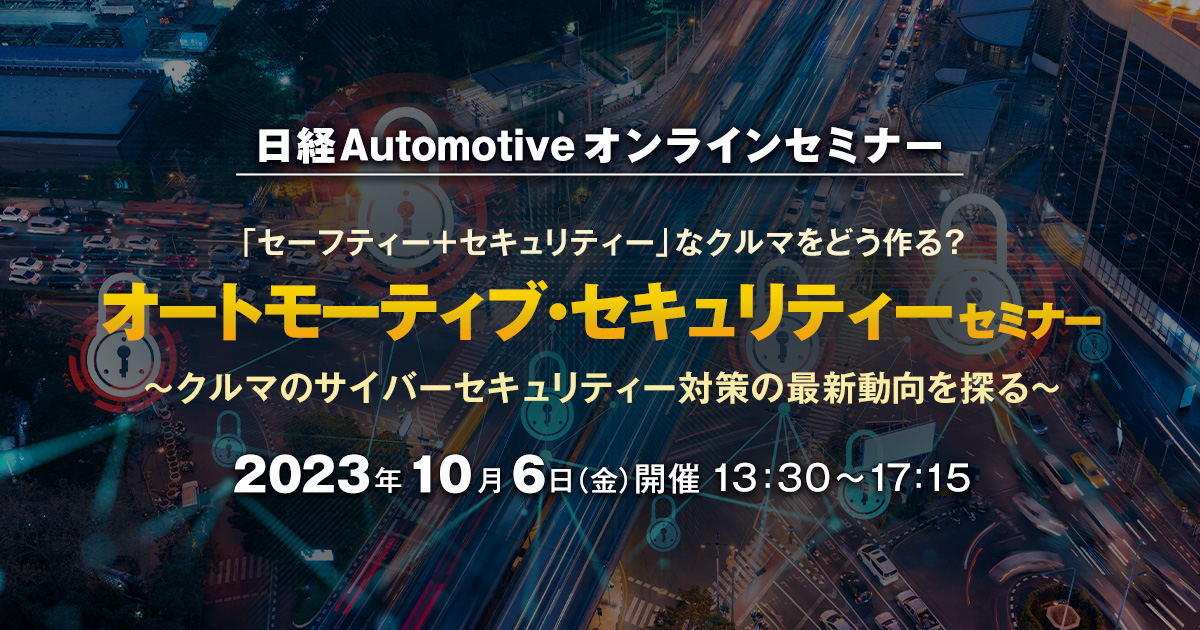 日経Automotive オンラインセミナー
「セーフティー＋セキュリティー」なクルマをどう作る？
オートモーティブ・セキュリティーセミナー
～クルマのサイバーセキュリティー対策の最新動向を探る～
2023年10月6日（金）開催 13：30～17：15